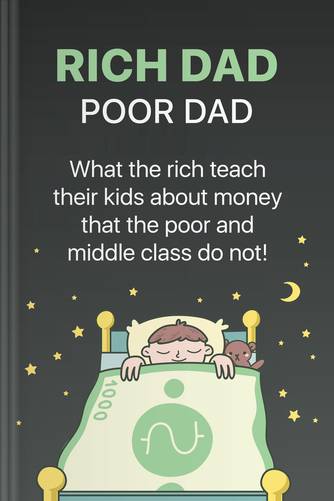 RICH DAD
POOR DAD
What the rich teach
their kids about money
that the poor and
middle class do not!
1000